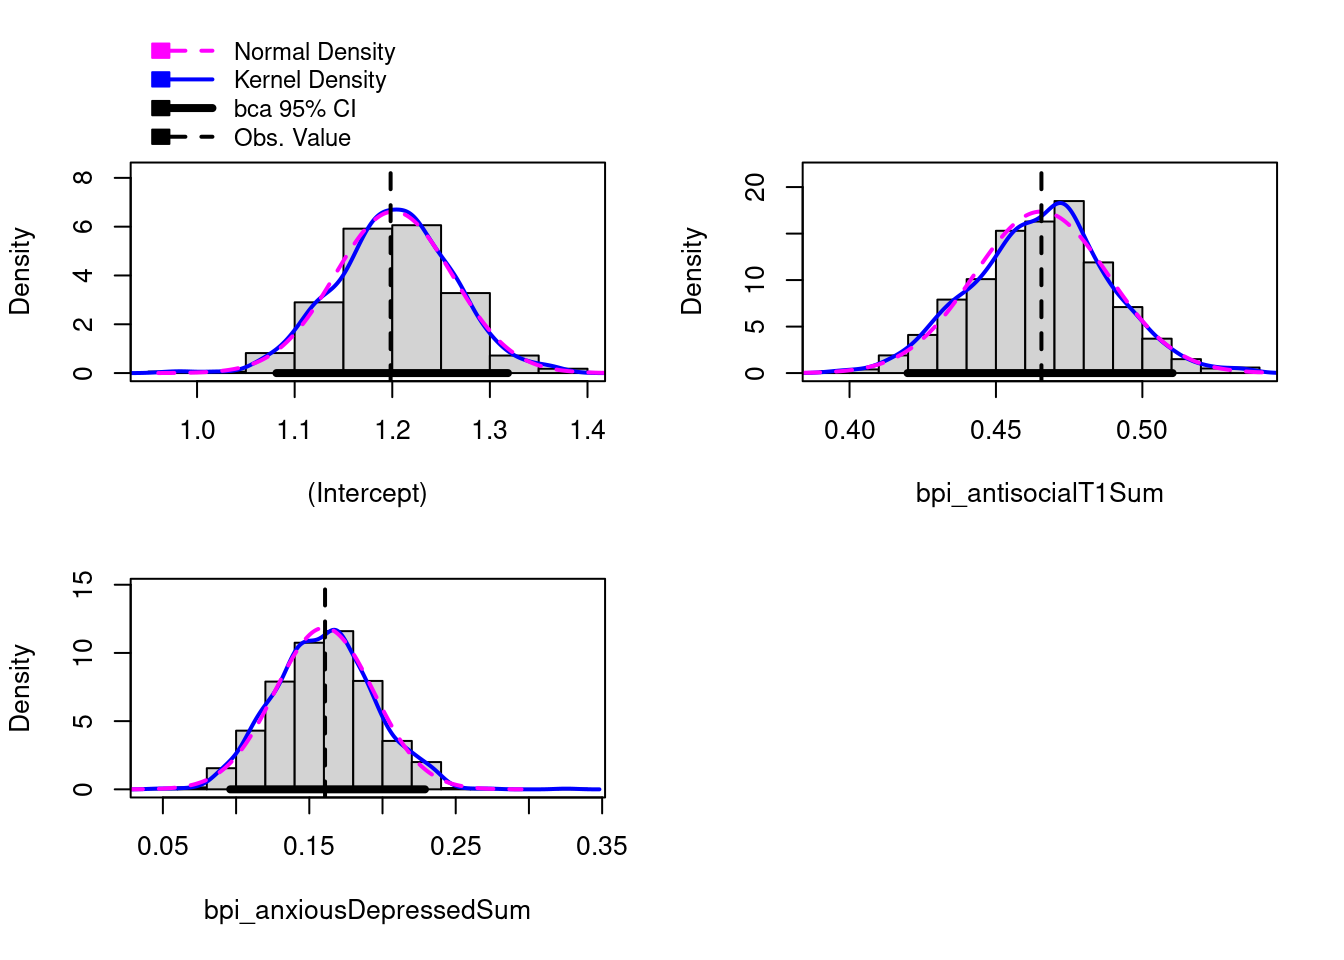 Normal Density
Kernel Density
bca 95% CI
Obs. Value
Density
0 2 4 6 8
1.0 1.1 1.2 1.3 1.4
(Intercept)
Density
0 5 10 20
0.40 0.45 0.50
bpi_antisocialT1Sum
Density
0 5 10 15
0.05 0.15 0.25 0.35
bpi_anxiousDepressedSum